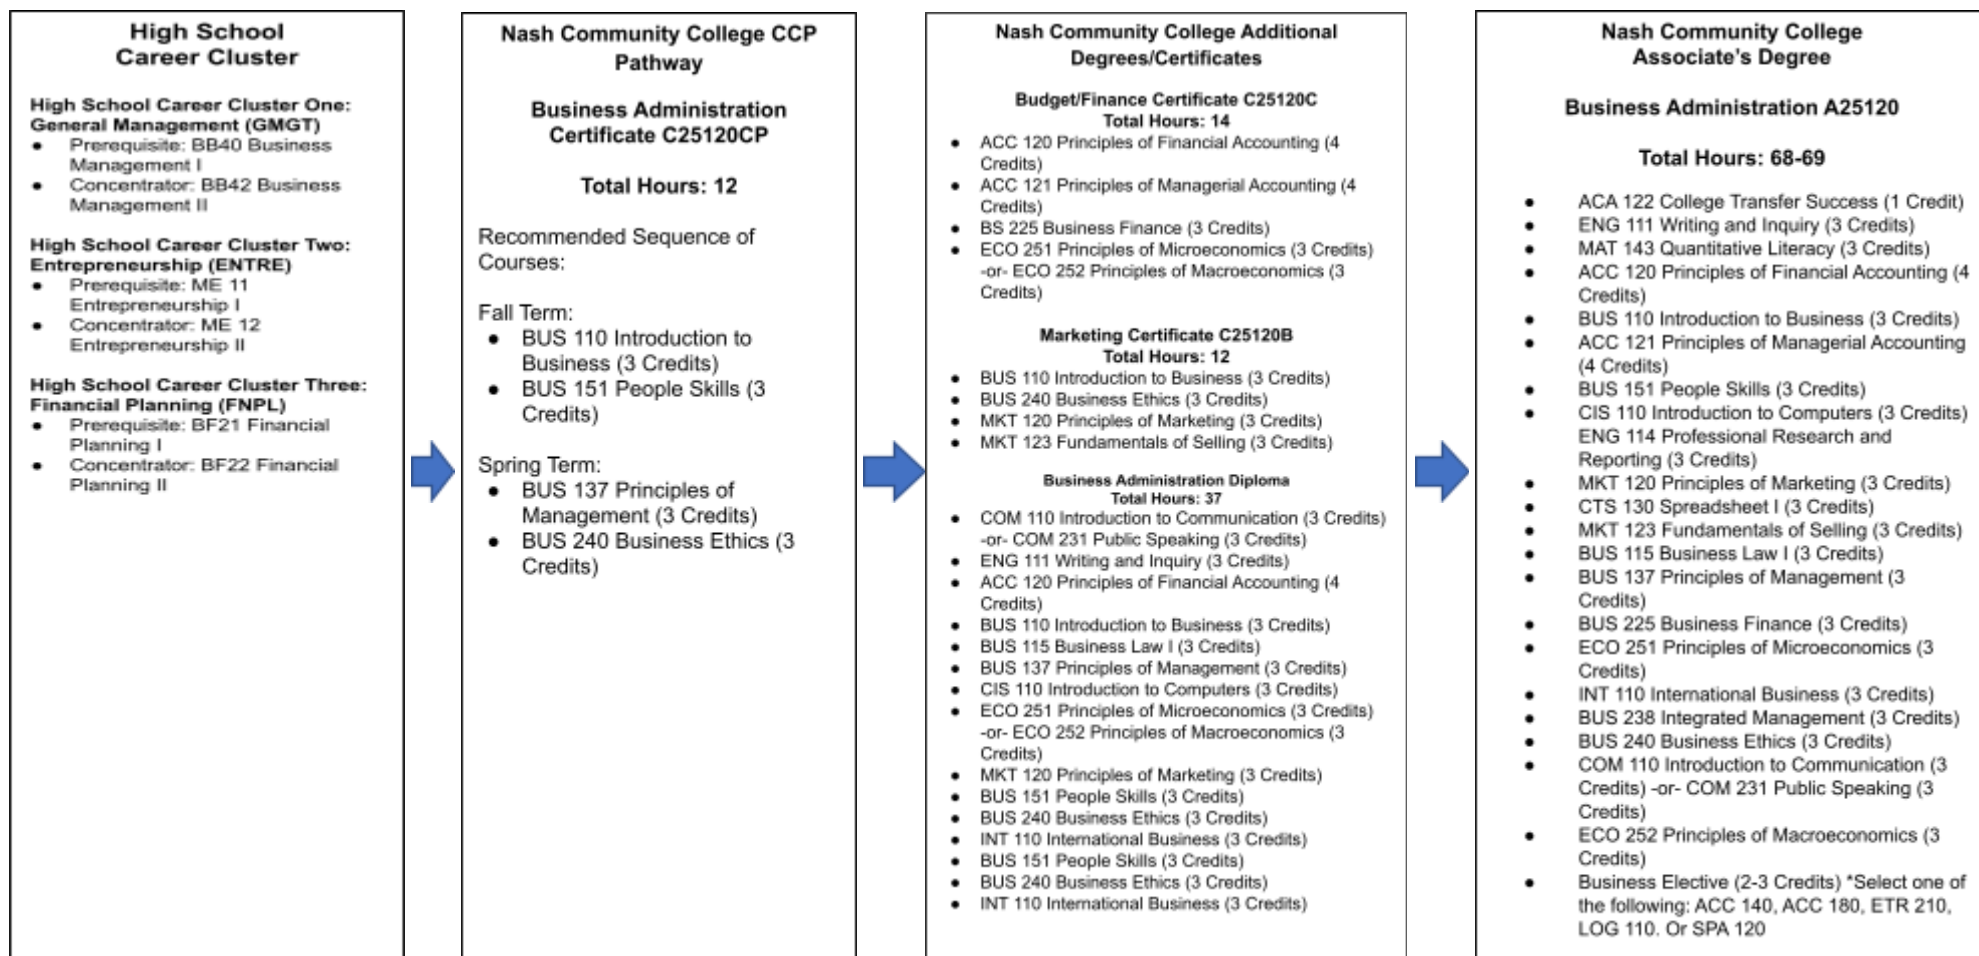 High School
Career Cluster
High School Career Cluster One:
General Management (GMGT)
● Prerequisite: BB40 Business
Management I
● Concentrator: BB42 Business
Management II
High School Career Cluster Two:
Entrepreneurship (ENTRE)
● Prerequisite: ME 11
Entrepreneurship I
● Concentrator: ME 12
Entrepreneurship II
High School Career Cluster Three:
Financial Planning (FNPL)
● Prerequisite: BF21 Financial
Planning I
● Concentrator: BF22 Financial
Planning II
Nash Community College CCP
Pathway
Business Administration
Certificate C25120CP
Total Hours: 12
Recommended Sequence of
Courses:
Fall Term:
● BUS 110 Introduction to
Business (3 Credits)
● BUS 151 People Skills (3
Credits)
Spring Term:
● BUS 137 Principles of
Management (3 Credits)
● BUS 240 Business Ethics (3
Credits)
Nash Community College Additional
Degrees/Certificates
Budget/Finance Certificate C25120C
Total Hours: 14
● ACC 120 Principles of Financial Accounting (4
Credits)
● ACC 121 Principles of Managerial Accounting (4
Credits)
● BS 225 Business Finance (3 Credits)
● ECO 251 Principles of Microeconomics (3 Credits)
-or- ECO 252 Principles of Macroeconomics (3
Credits)
Marketing Certificate C25120B
Total Hours: 12
● BUS 110 Introduction to Business (3 Credits)
● BUS 240 Business Ethics (3 Credits)
● MKT 120 Principles of Marketing (3 Credits)
● MKT 123 Fundamentals of Selling (3 Credits)
Business Administration Diploma
Total Hours: 37
● COM 110 Introduction to Communication (3 Credits)
-or- COM 231 Public Speaking (3 Credits)
● ENG 111 Writing and Inquiry (3 Credits)
● ACC 120 Principles of Financial Accounting (4
Credits)
● BUS 110 Introduction to Business (3 Credits)
● BUS 115 Business Law I (3 Credits)
● BUS 137 Principles of Management (3 Credits)
● CIS 110 Introduction to Computers (3 Credits)
● ECO 251 Principles of Microeconomics (3 Credits)
-or- ECO 252 Principles of Macroeconomics (3
Credits)
● MKT 120 Principles of Marketing (3 Credits)
● BUS 151 People Skills (3 Credits)
● BUS 240 Business Ethics (3 Credits)
● INT 110 International Business (3 Credits)
● BUS 151 People Skills (3 Credits)
● BUS 240 Business Ethics (3 Credits)
● INT 110 International Business (3 Credits)
Nash Community College
Associate's Degree
Business Administration A25120
Total Hours: 68-69
● ACA 122 College Transfer Success (1 Credit)
● ENG 111 Writing and Inquiry (3 Credits)
● MAT 143 Quantitative Literacy (3 Credits)
● ACC 120 Principles of Financial Accounting (4
Credits)
● BUS 110 Introduction to Business (3 Credits)
● ACC 121 Principles of Managerial Accounting
(4 Credits)
● BUS 151 People Skills (3 Credits)
● CIS 110 Introduction to Computers (3 Credits)
ENG 114 Professional Research and
Reporting (3 Credits)
● MKT 120 Principles of Marketing (3 Credits)
● CTS 130 Spreadsheet I (3 Credits)
● MKT 123 Fundamentals of Selling (3 Credits)
● BUS 115 Business Law I (3 Credits)
● BUS 137 Principles of Management (3
Credits)
● BUS 225 Business Finance (3 Credits)
● ECO 251 Principles of Microeconomics (3
Credits)
● INT 110 International Business (3 Credits)
● BUS 238 Integrated Management (3 Credits)
● BUS 240 Business Ethics (3 Credits)
● COM 110 Introduction to Communication (3
Credits) -or- COM 231 Public Speaking (3
Credits)
● ECO 252 Principles of Macroeconomics (3
Credits)
● Business Elective (2-3 Credits) *Select one of
the following: ACC 140, ACC 180, ETR 210,
LOG 110. Or SPA 120